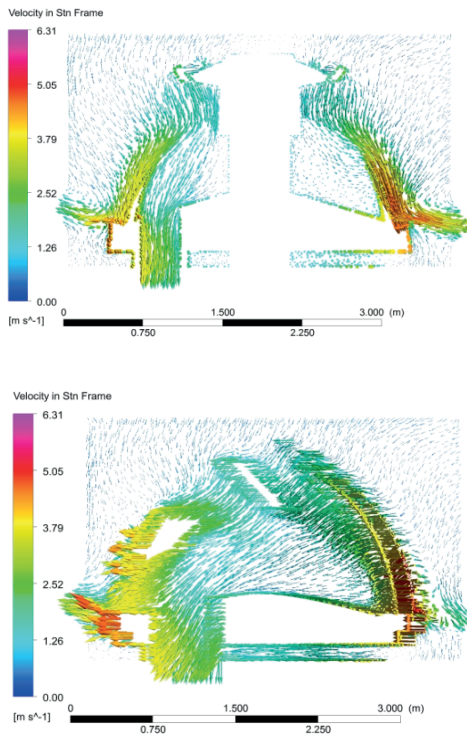 Velocity in Stn Frame
6.31
5.05
3.79
2.52
1.26
0.00
[m s^-1]
0 1.500 3.000 (m)
0.750 2.250
Velocity in Stn Frame
6.31
5.05
3.79
2.52
1.26
0.00
[m s^-1]
0 1.500 3.000 (m)
0.750 2.250